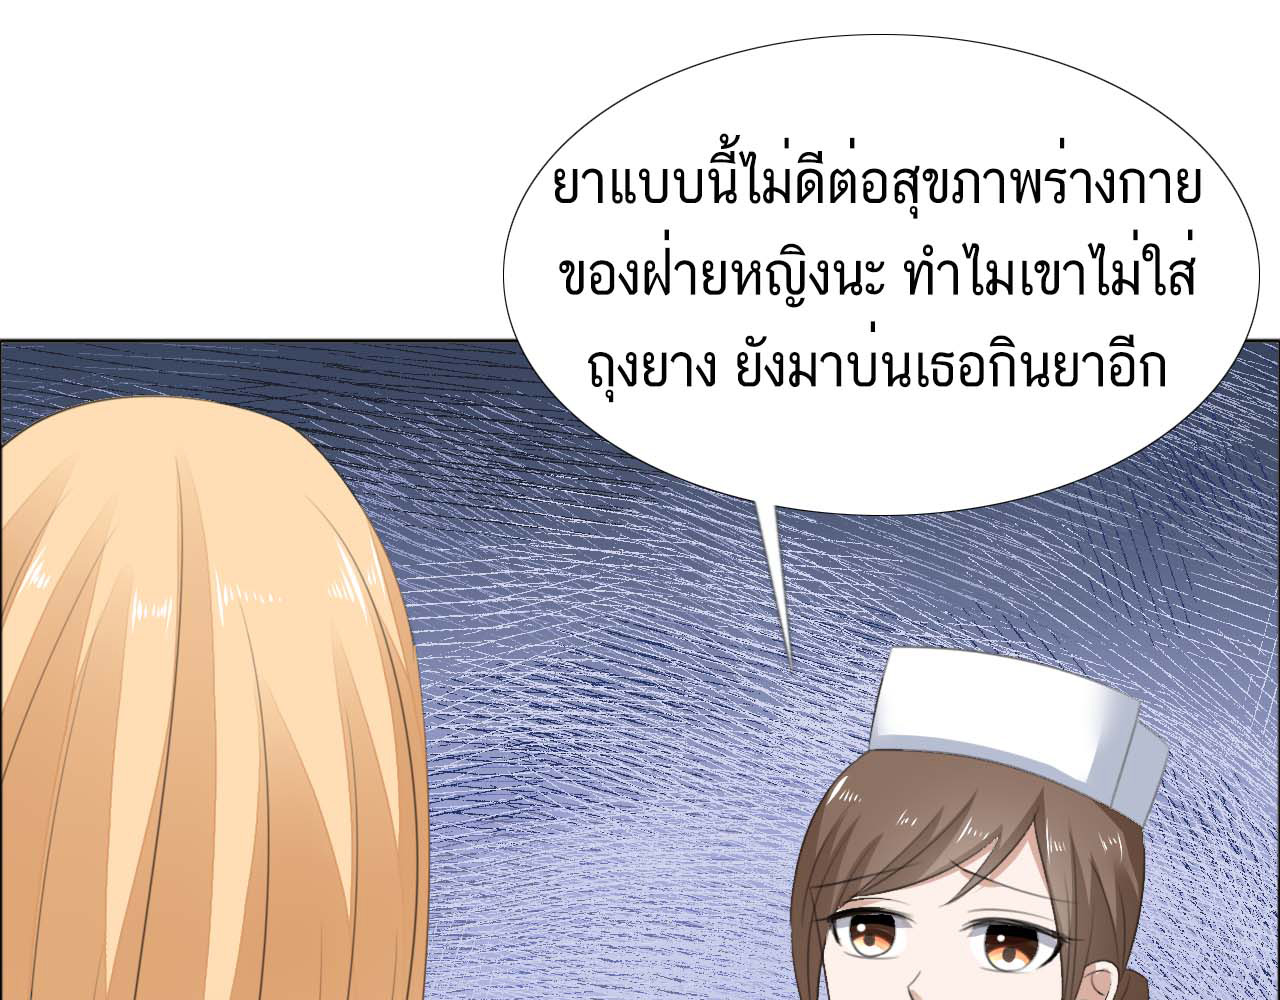 ยาแบบนี้ไม่ดีต่อสุขภาพร่างกาย
ของฝ่ายหญิงนะ ทำไมเขาไม่ใส่
ถุงยาง ยังมาบ่นเธอกินยาอีก